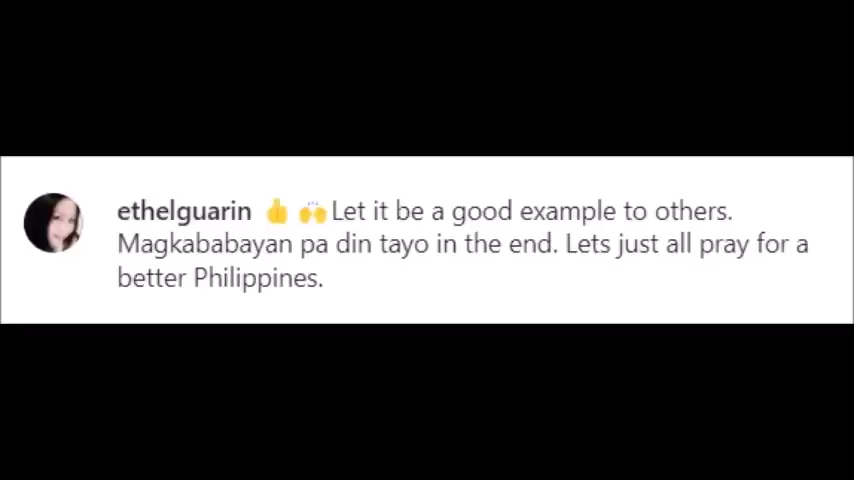 ethelguarin 👍 🙌 Let it be a good example to others.
Magkababayan pa din tayo in the end. Lets just all pray for a
better Philippines.